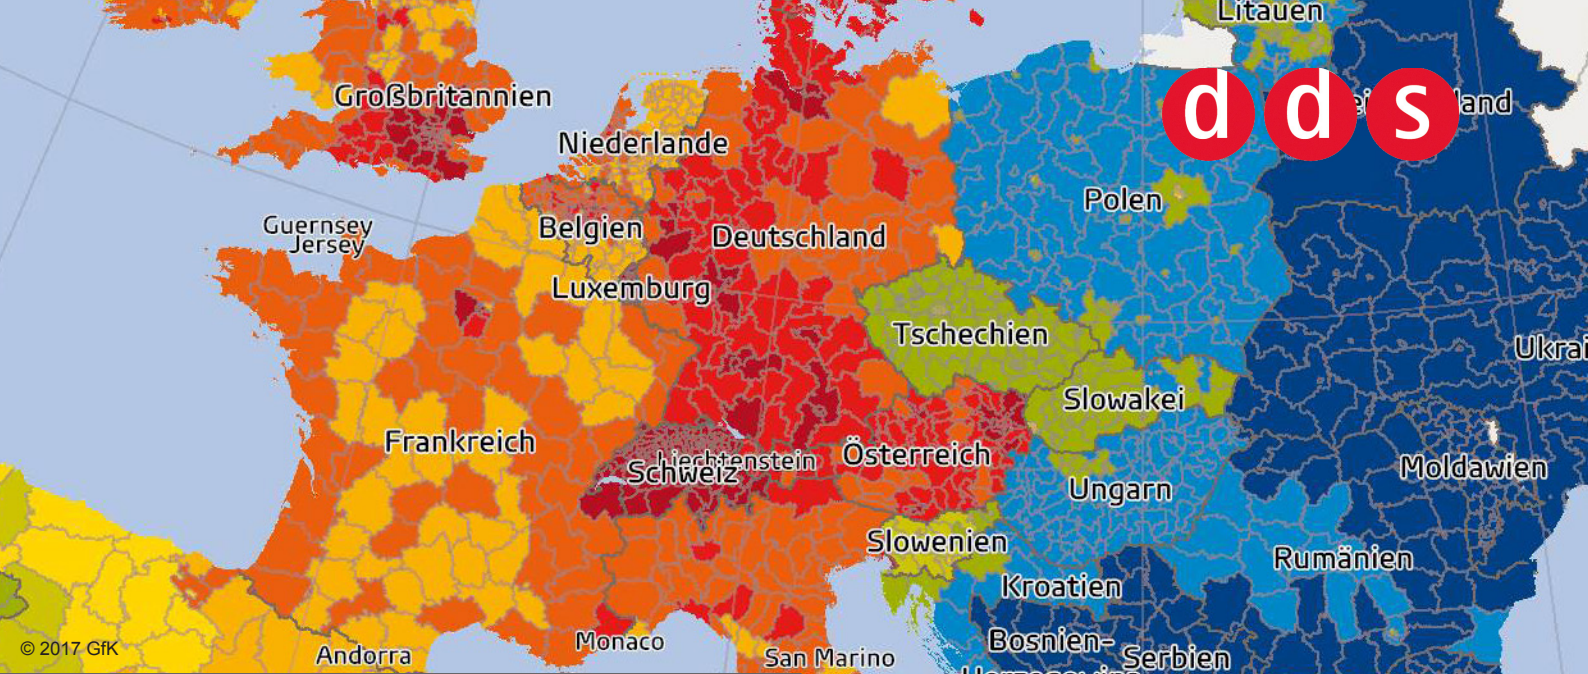 Litauen
Großbritannien
land
d d s
Niederlande
Polen
Guernsey
Jersey
Belgien
Deutschland
Luxemburg
Tschechien
Ukrai
Slowakei
Frankreich
Liechtenstein
Schweiz
Österreich
Moldawien
Ungarn
Slowenien
Rumänien
Kroatien
© 2017 GfK
Andorra
Monaco
San Marino
Bosnien-
Serbien